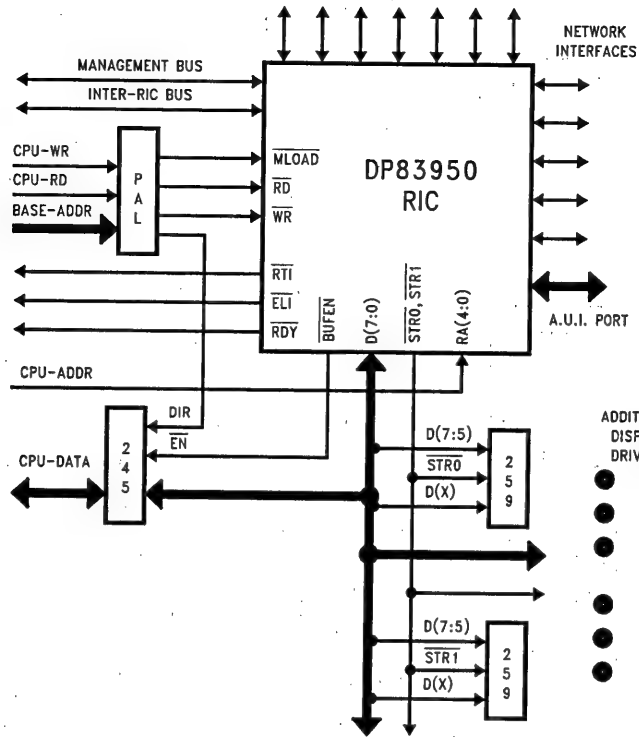 MANAGEMENT BUS
INTER-RIC BUS
NETWORK
INTERFACES
CPU-WR
CPU-RD
BASE-ADDR
P
A
L
MLOAD
RD
WR
DP83950
RIC
RTI
ELI
RDY
BUFEN
D(7:0)
STR0, STR1
RA(4:0)
A.U.I. PORT
CPU-ADDR
DIR
EN
CPU-DATA
2
4
5
D(7:5)
STR0
D(X)
2
5
9
ADDIT
DISP
DRIV
D(7:5)
STR1
D(X)
2
5
9